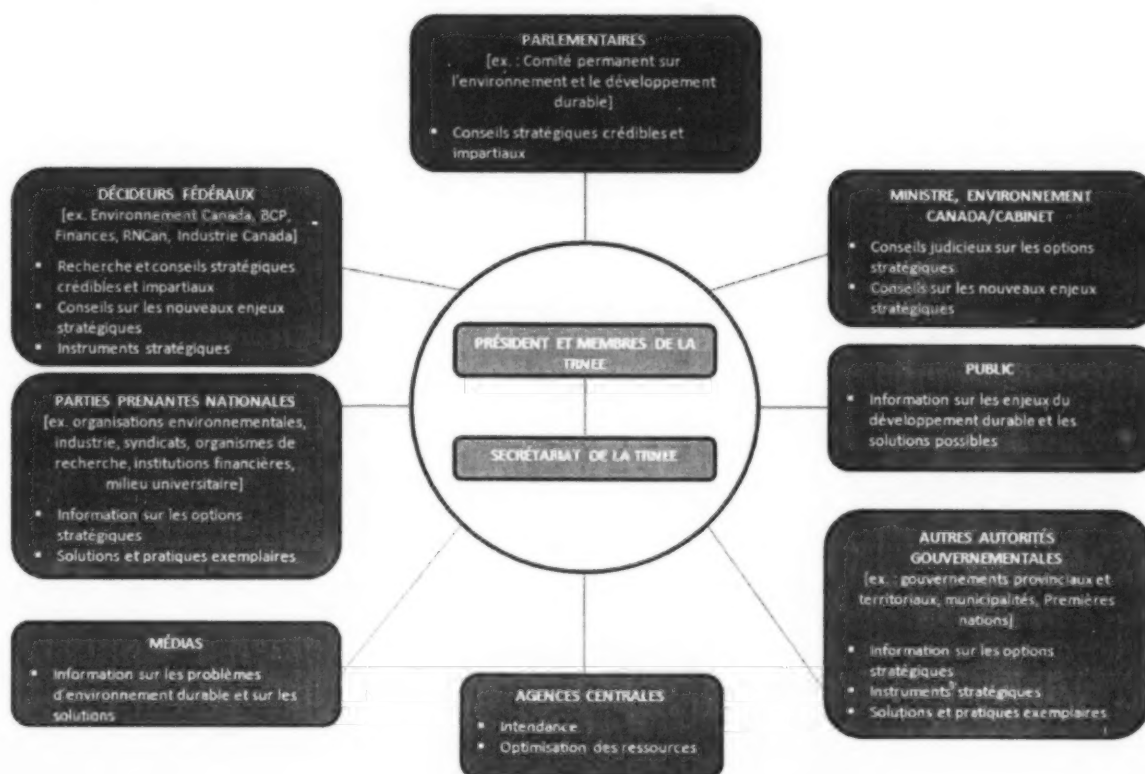 PARLEMENTAIRES
[ex. : Comité permanent sur
l'environnement et le développement
durable]
▪ Conseils stratégiques crédibles et
impartiaux
DÉCIDEURS FÉDÉRAUX
[ex. Environnement Canada, BCP,
Finances, RNCan, Industrie Canada]
▪ Recherche et conseils stratégiques
crédibles et impartiaux
▪ Conseils sur les nouveaux enjeux
stratégiques
▪ Instruments stratégiques
MINISTRE, ENVIRONNEMENT
CANADA/CABINET
▪ Conseils judicieux sur les options
stratégiques
▪ Conseils sur les nouveaux enjeux
stratégiques
PRÉSIDENT ET MEMBRES DE LA
TRNEE
SECRÉTARIAT DE LA TRNEE
PARTIES PRENANTES NATIONALES
[ex. organisations environnementales,
industrie, syndicats, organismes de
recherche, institutions financières,
milieu universitaire]
▪ Information sur les options
stratégiques
▪ Solutions et pratiques exemplaires
PUBLIC
▪ Information sur les enjeux du
développement durable et les
solutions possibles
AUTRES AUTORITÉS
GOUVERNEMENTALES
[ex. : gouvernements provinciaux et
territoriaux, municipalités, Premières
nations]
▪ Information sur les options
stratégiques
▪ Instruments stratégiques
▪ Solutions et pratiques exemplaires
MÉDIAS
▪ Information sur les problèmes
d'environnement durable et sur les
solutions
AGENCES CENTRALES
▪ Intendance
▪ Optimisation des ressources